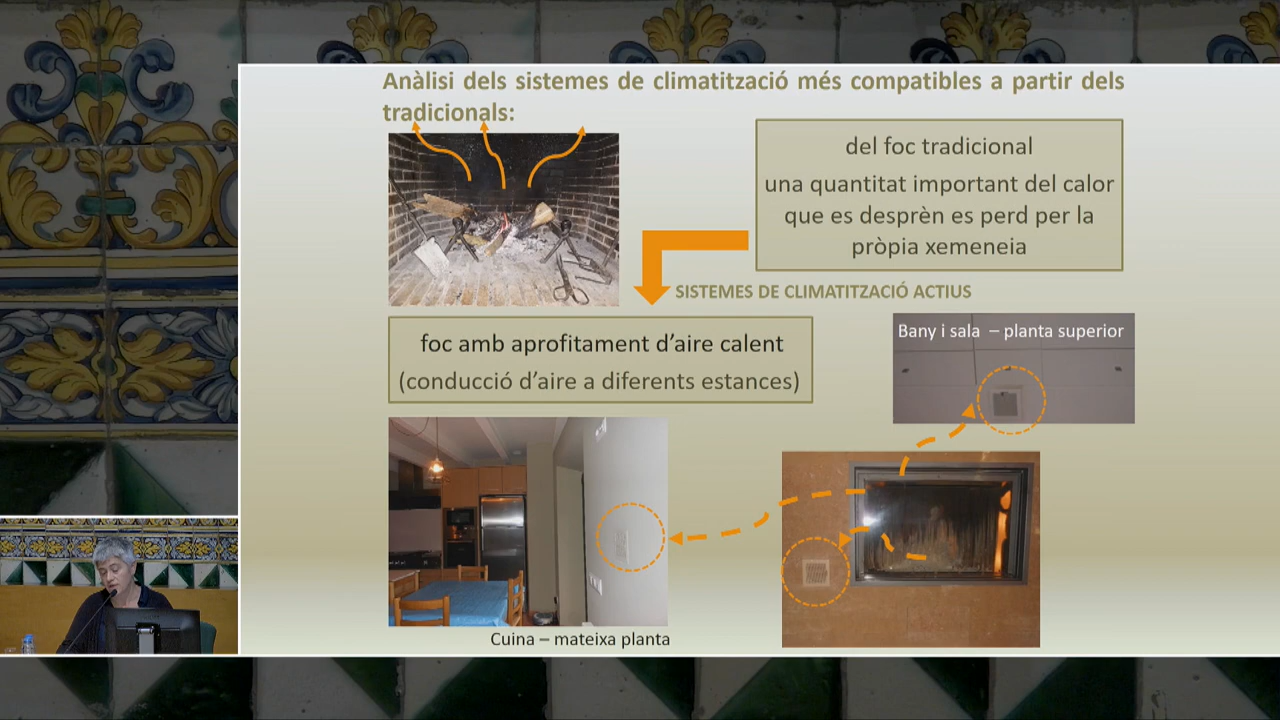 Anàlisi dels sistemes de climatització més compatibles a partir dels
tradicionals:
del foc tradicional
una quantitat important del calor
que es desprèn es perd per la
pròpia xemeneia
SISTEMES DE CLIMATITZACIÓ ACTIUS
foc amb aprofitament d’aire calent
(conducció d’aire a diferents estances)
Bany i sala – planta superior
Cuina – mateixa planta